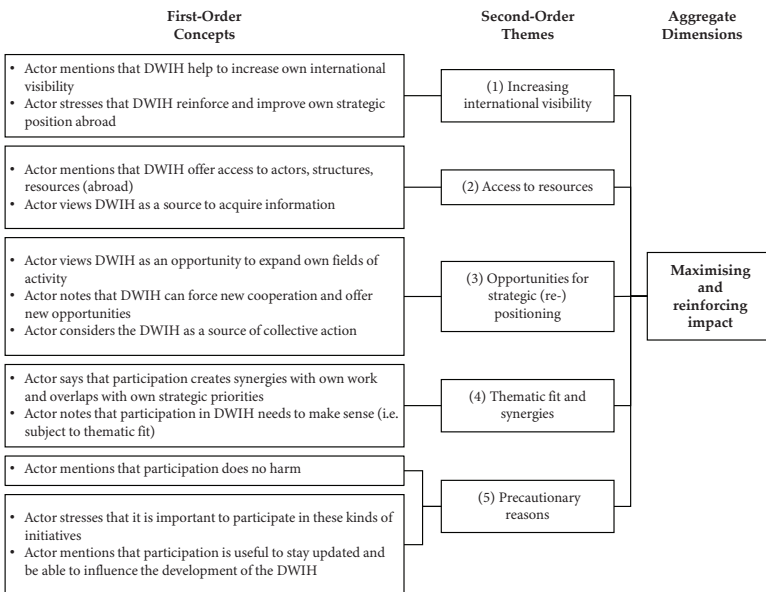 First-Order
Concepts
Second-Order
Themes
Aggregate
Dimensions
• Actor mentions that DWIH help to increase own international
visibility
• Actor stresses that DWIH reinforce and improve own strategic
position abroad
(1) Increasing
international visibility
• Actor mentions that DWIH offer access to actors, structures,
resources (abroad)
• Actor views DWIH as a source to acquire information
(2) Access to resources
• Actor views DWIH as an opportunity to expand own fields of
activity
• Actor notes that DWIH can force new cooperation and offer
new opportunities
• Actor considers the DWIH as a source of collective action
(3) Opportunities for
strategic (re-)
positioning
Maximising
and
reinforcing
impact
• Actor says that participation creates synergies with own work
and overlaps with own strategic priorities
• Actor notes that participation in DWIH needs to make sense (i.e.
subject to thematic fit)
(4) Thematic fit and
synergies
• Actor mentions that participation does no harm
• Actor stresses that it is important to participate in these kinds of
initiatives
• Actor mentions that participation is useful to stay updated and
be able to influence the development of the DWIH
(5) Precautionary
reasons